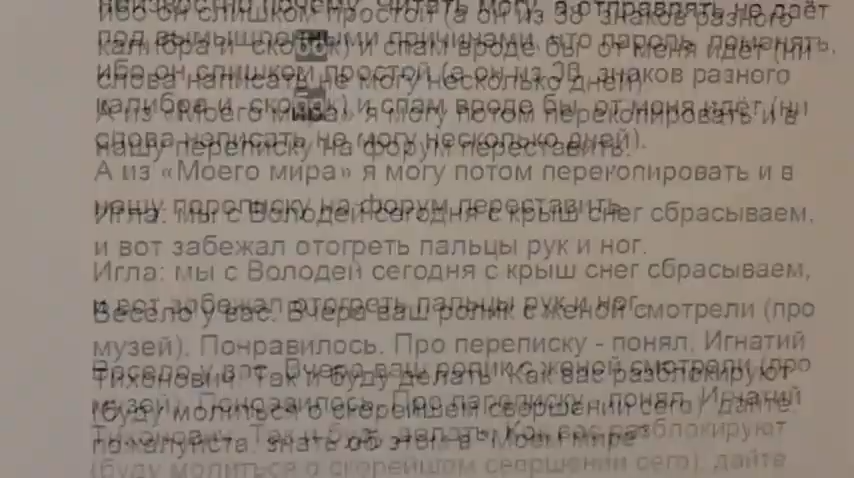 неизвестно почему. Читать могу, а отправлять не даёт
под вымышленными причинами, что пароль поменять,
ибо он слишком простой (а он из 38 знаков разного
калибра и скобок) и спам вроде бы от меня идёт (ни
слова написать не могу несколько дней).
А из «Моего мира» я могу потом перекопировать и в
нашу переписку на форум переставить.
Игла: мы с Володей сегодня с крыш снег сбрасываем,
и вот забежал отогреть пальцы рук и ног.
Весело у вас. Вчера ваш ролик с женой смотрели (про
музей). Понравилось. Про переписку - понял, Игнатий
Тихонович. Так и буду делать. Как вас разблокируют
(буду молиться о скорейшем свершении сего), дайте
пожалуйста, знать об этом в "Моем мире"